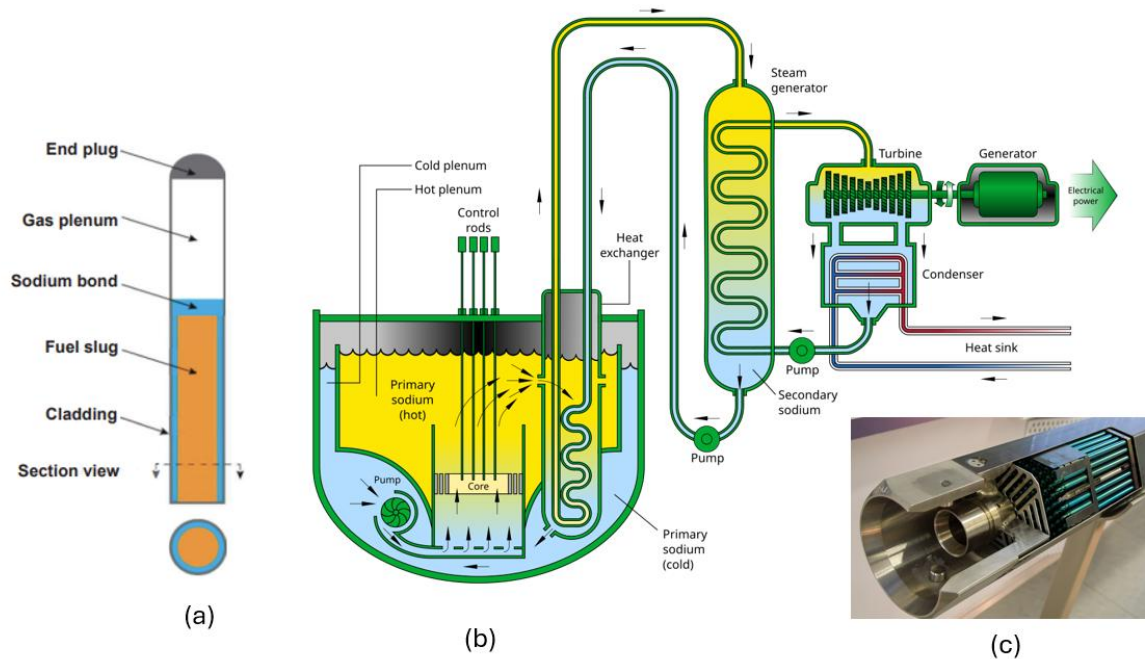 End plug
Gas plenum
Sodium bond
Fuel slug
Cladding
Section view
(a)
Cold plenum
Hot plenum
Control
rods
Heat
exchanger
Primary
sodium
(hot)
Pump
Core
Primary
sodium
(cold)
Steam
generator
Turbine
Generator
Electrical
power
Condenser
Heat sink
Pump
Secondary
sodium
Pump
(b)
(c)